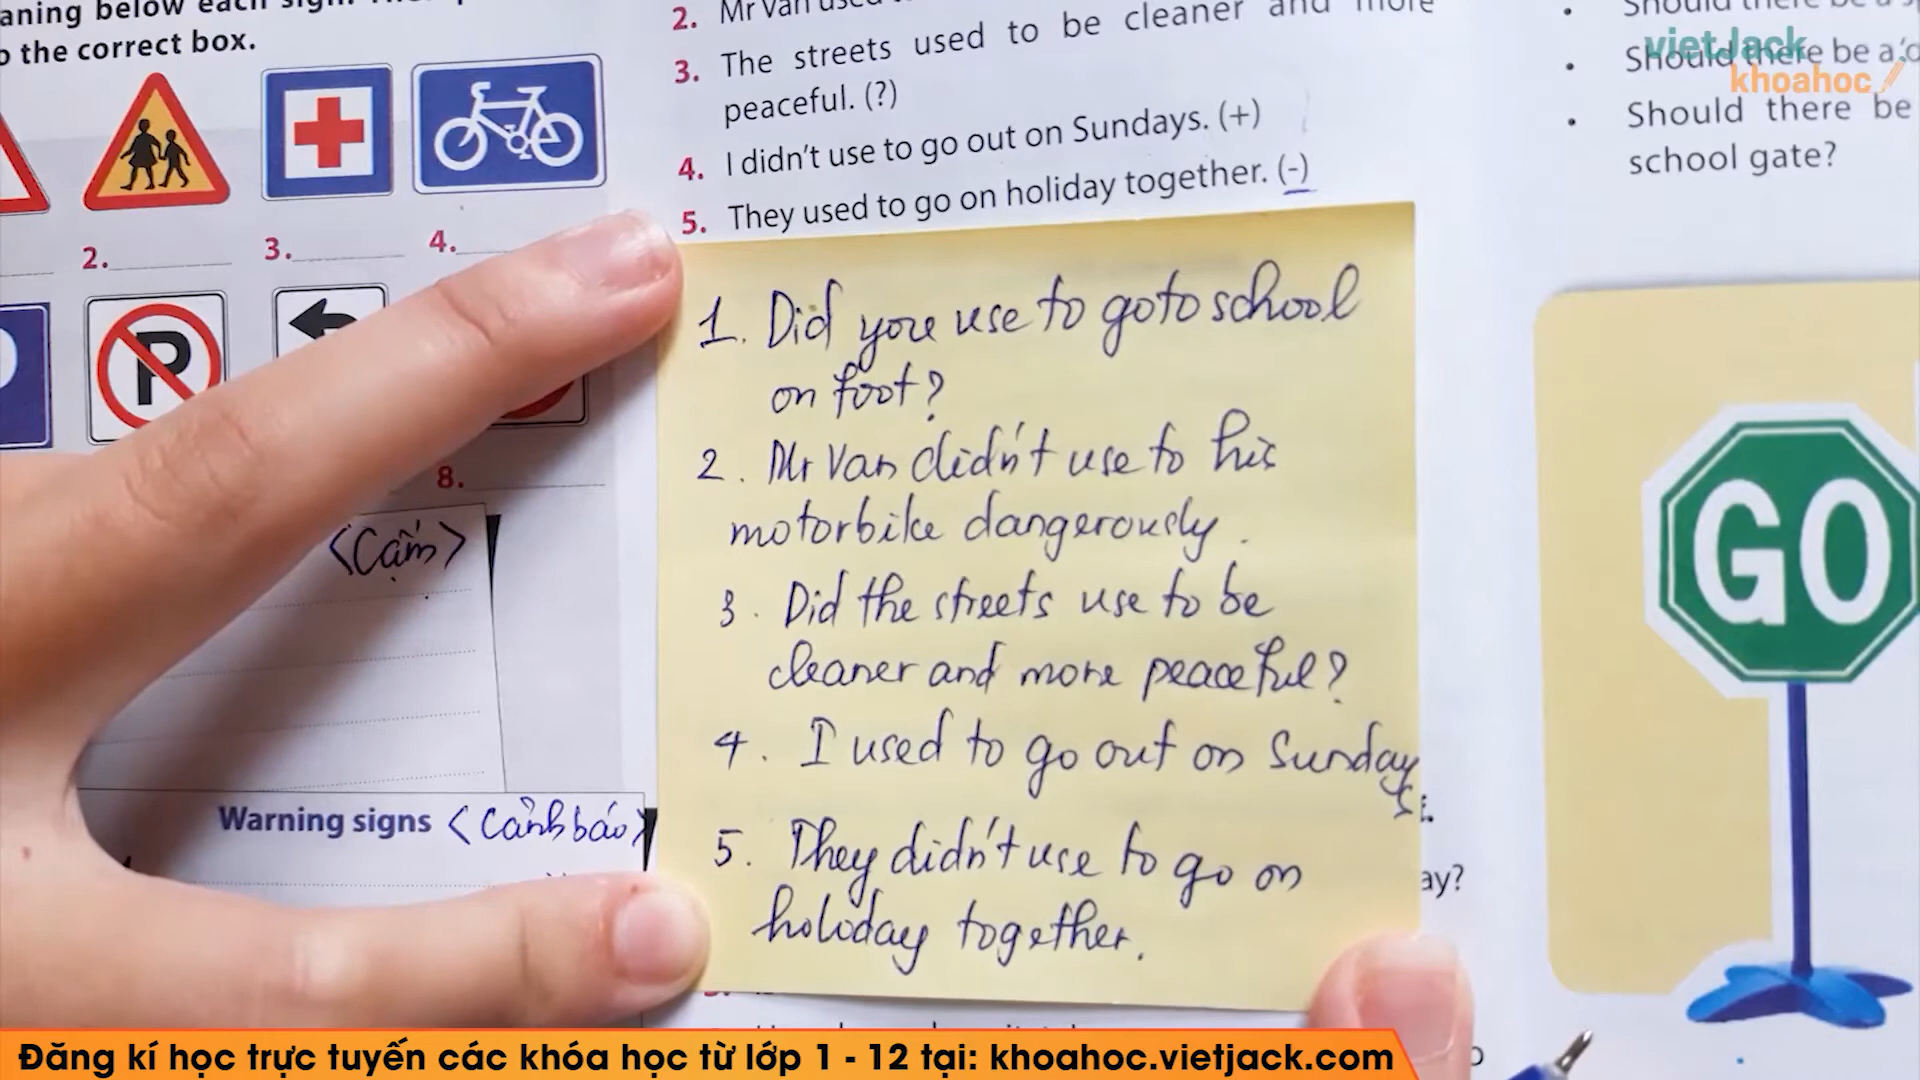 aning below each sign.
o the correct box.
2.
3.
4.
P
8.
<Cấm>
Warning signs <Cảnh báo>
2. Mr Van used
3. The streets used to be cleaner and more
peaceful. (?)
4. I didn't use to go out on Sundays. (+)
5. They used to go on holiday together. (-)
1. Did you use to go to school
on foot?
2. Mr Van didn't use to his
motorbike dangerously.
3. Did the streets use to be
cleaner and more peaceful?
4. I used to go out on Sundays
5. They didn't use to go on
holiday together.
ay?
Should there be a
Should there be a
Should there be
school gate?
vietJack
khoahoc
GO
Đăng kí học trực tuyến các khóa học từ lớp 1 - 12 tại: khoahoc.vietjack.com